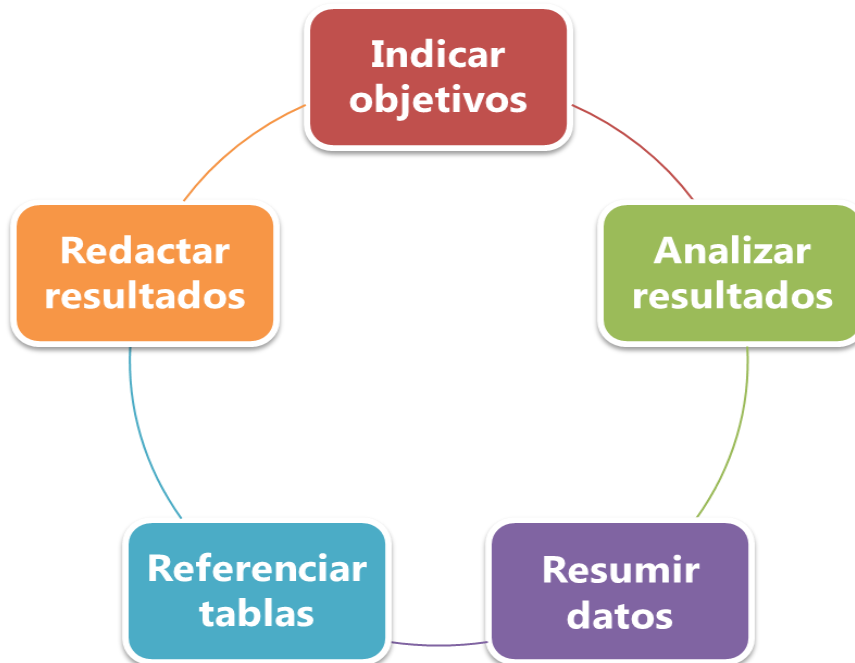 Indicar
objetivos
Analizar
resultados
Resumir
datos
Referenciar
tablas
Redactar
resultados